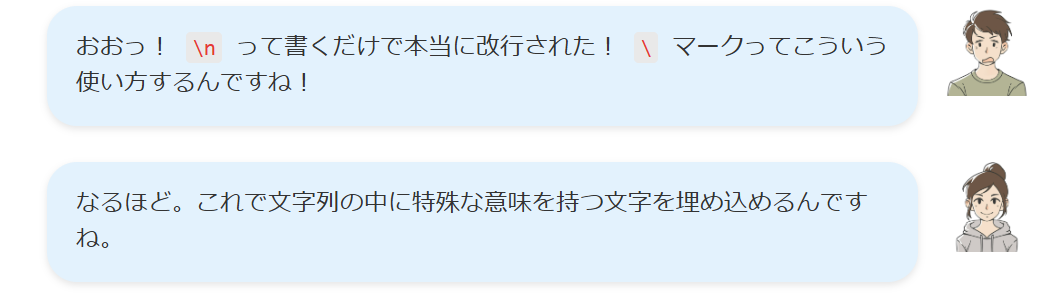 おおっ！ \n って書くだけで本当に改行された！ \ マークってこういう
使い方するんですね！
なるほど。これで文字列の中に特殊な意味を持つ文字を埋め込めるんです
ね。